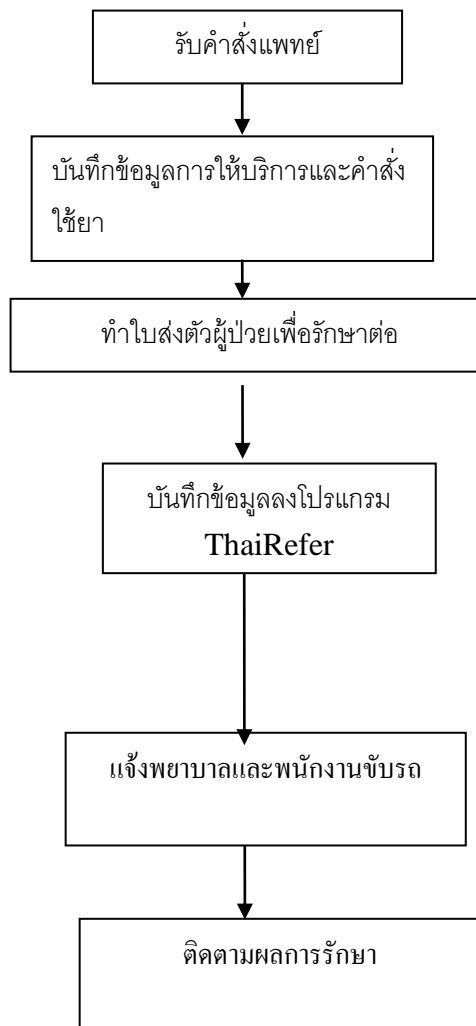 รับคำสั่งแพทย์
บันทึกข้อมูลการให้บริการและคำสั่ง
ใช้ยา
ทำใบส่งตัวผู้ป่วยเพื่อรักษาต่อ
บันทึกข้อมูลลงโปรแกรม
ThaiRefer
แจ้งพยาบาลและพนักงานขับรถ
ติดตามผลการรักษา